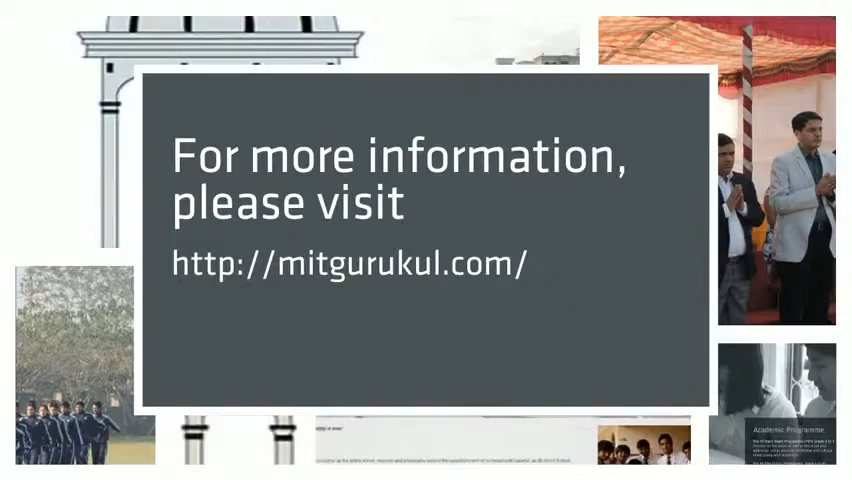 For more information,
please visit
http://mitgurukul.com/
Academic Programme